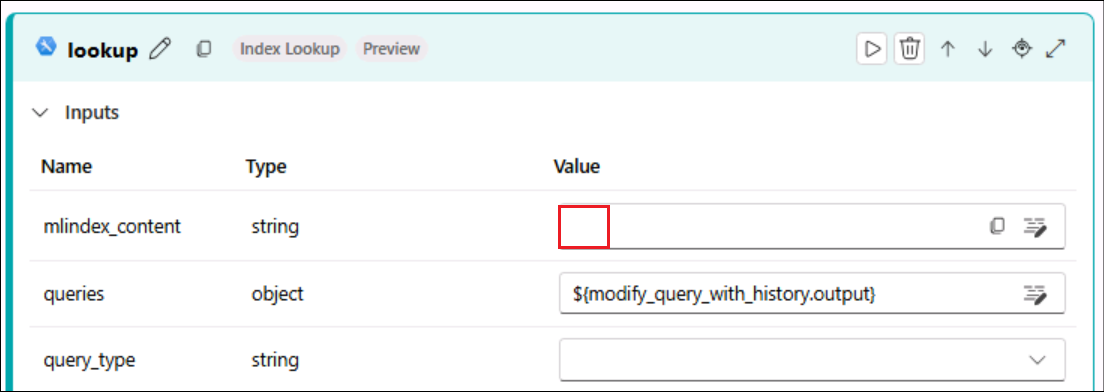 lookup Index Lookup Preview
Inputs
Name Type Value
mlindex_content string
queries object ${modify_query_with_history.output}
query_type string